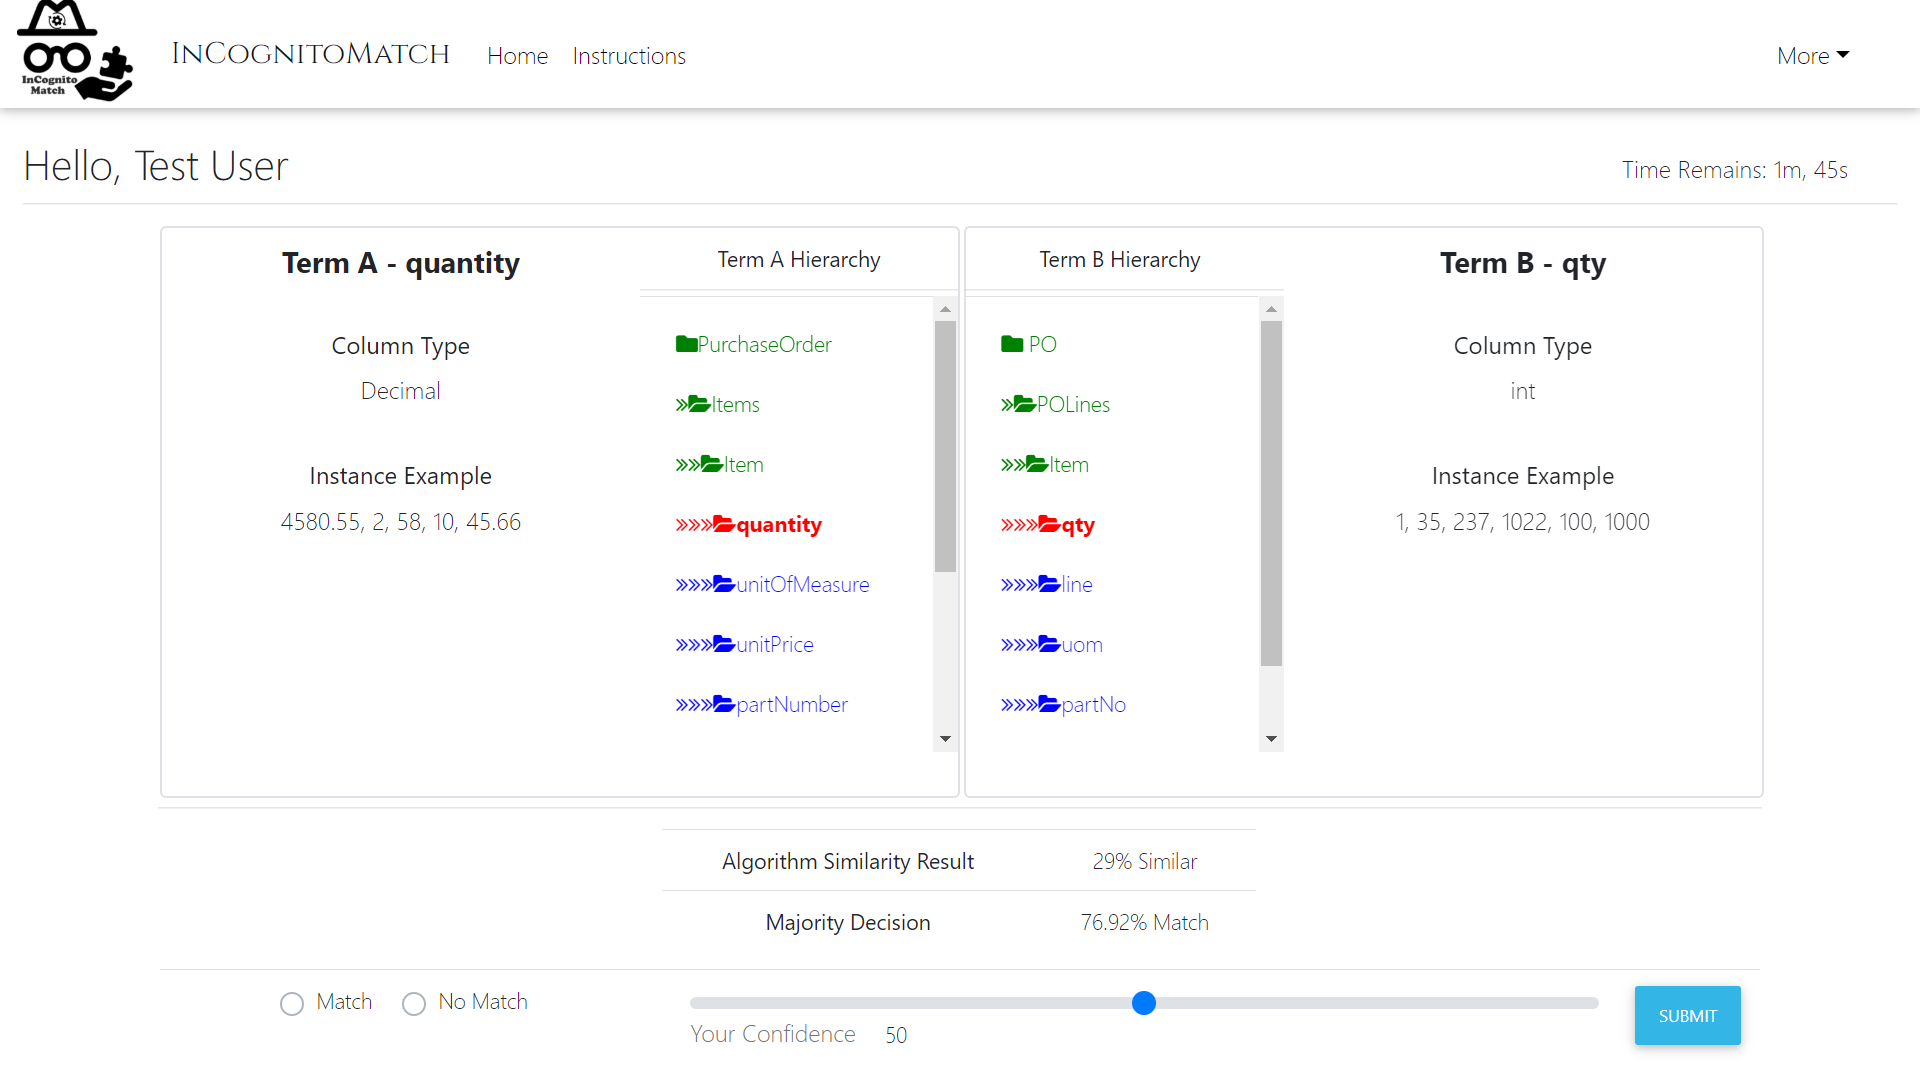 InCognito
Match
InCognitoMatch
Home
Instructions
More
Hello, Test User
Time Remains: 1m, 45s
Term A - quantity
Column Type
Decimal
Instance Example
4580.55, 2, 58, 10, 45.66
Term A Hierarchy
PurchaseOrder
»Items
»»Item
»»»quantity
»»»unitOfMeasure
»»»unitPrice
»»»partNumber
Term B Hierarchy
PO
»POLines
»»Item
»»»qty
»»»line
»»»uom
»»»partNo
Term B - qty
Column Type
int
Instance Example
1, 35, 237, 1022, 100, 1000
Algorithm Similarity Result 29% Similar
Majority Decision 76.92% Match
Match No Match
Your Confidence 50
SUBMIT